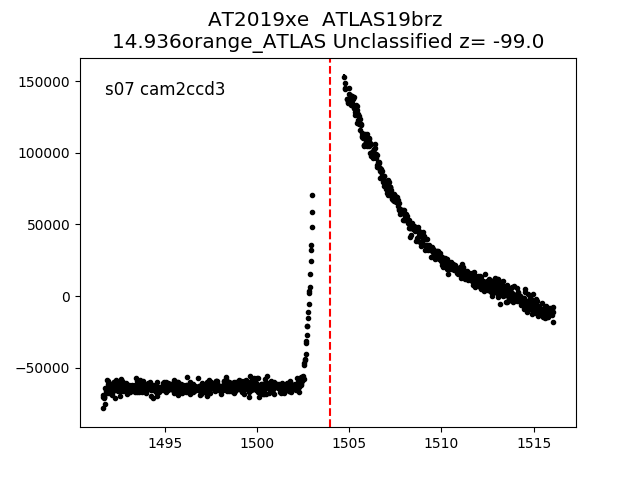 AT2019xe  ATLAS19brz
14.936orange_ATLAS Unclassified z= -99.0
s07 cam2ccd3
150000
100000
50000
0
−50000
1495 1500 1505 1510 1515